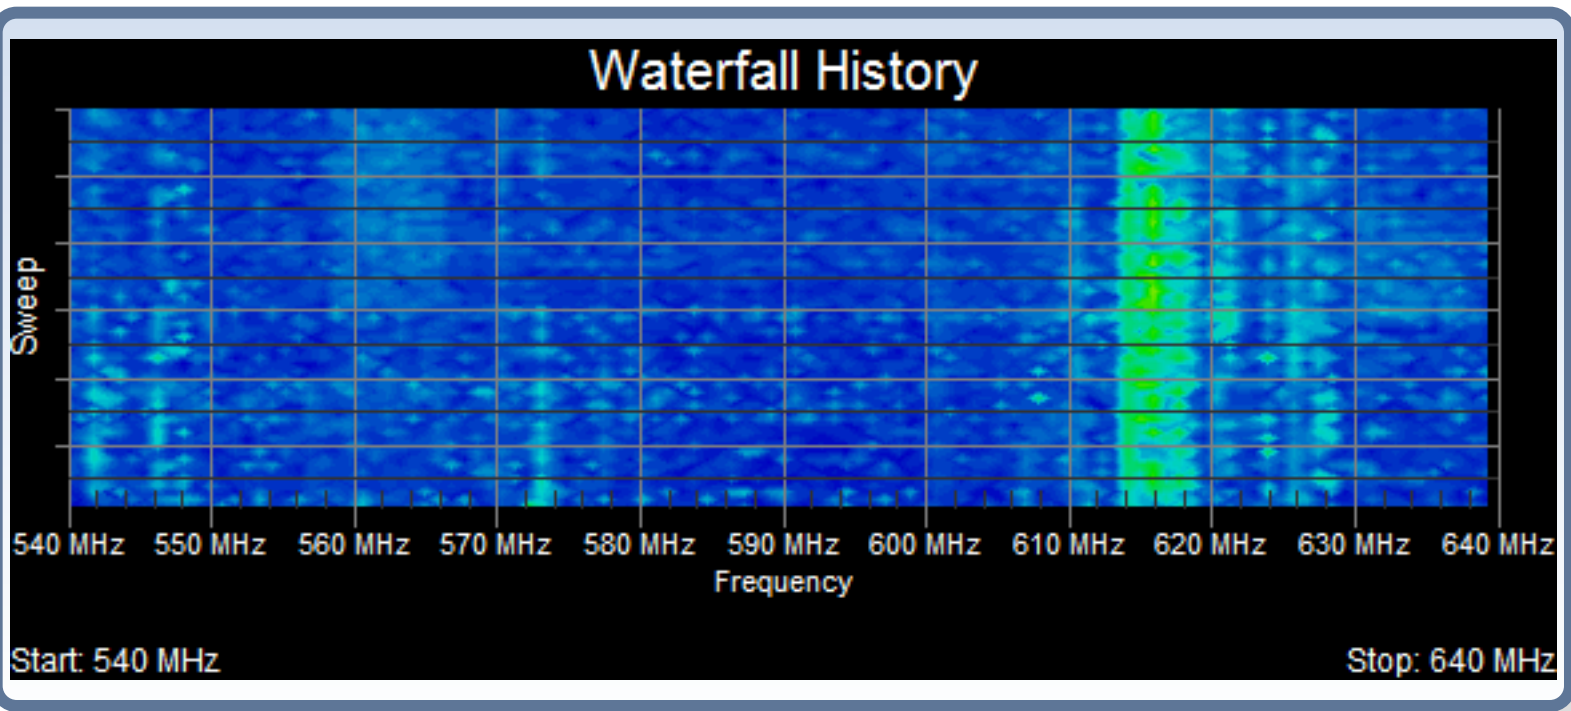 Waterfall History
Sweep
540 MHz 550 MHz 560 MHz 570 MHz 580 MHz 590 MHz 600 MHz 610 MHz 620 MHz 630 MHz 640 MHz
Frequency
Start: 540 MHz
Stop: 640 MHz